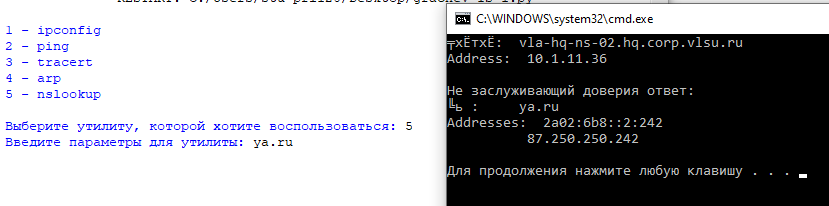 RESTART: C:/Users/
1 - ipconfig
2 - ping
3 - tracert
4 - arp
5 - nslookup
Выберите утилиту, которой хотите воспользоваться: 5
Введите параметры для утилиты: ya.ru
C:\WINDOWS\system32\cmd.exe
╤хЁтхЁ: vla-hq-ns-02.hq.corp.vlsu.ru
Address: 10.1.11.36
Не заслуживающий доверия ответ:
╚ь : ya.ru
Addresses: 2a02:6b8::2:242
87.250.250.242
Для продолжения нажмите любую клавишу . . .